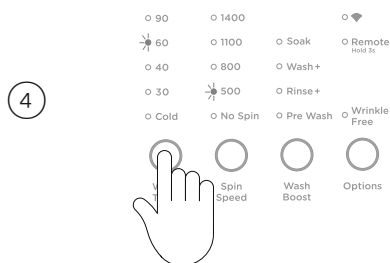 90 1400
60 1100 Soak Remote
Hold 3s
4
40 800 Wash+
30 500 Rinse+
Cold No Spin Pre Wash Wrinkle
Free
Spin Wash Options
Speed Boost